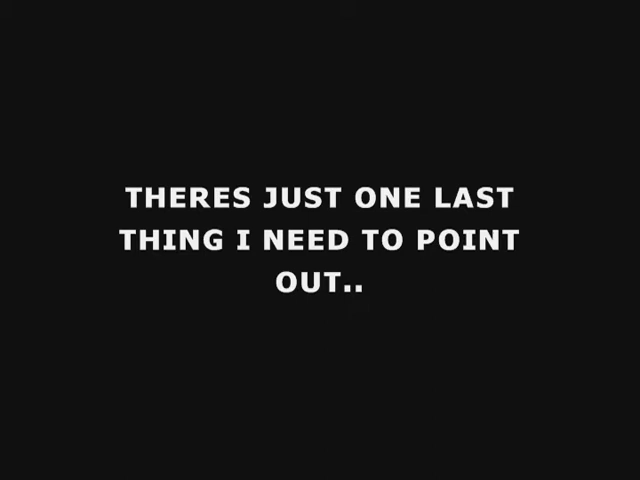 THERES JUST ONE LAST
THING I NEED TO POINT
OUT..